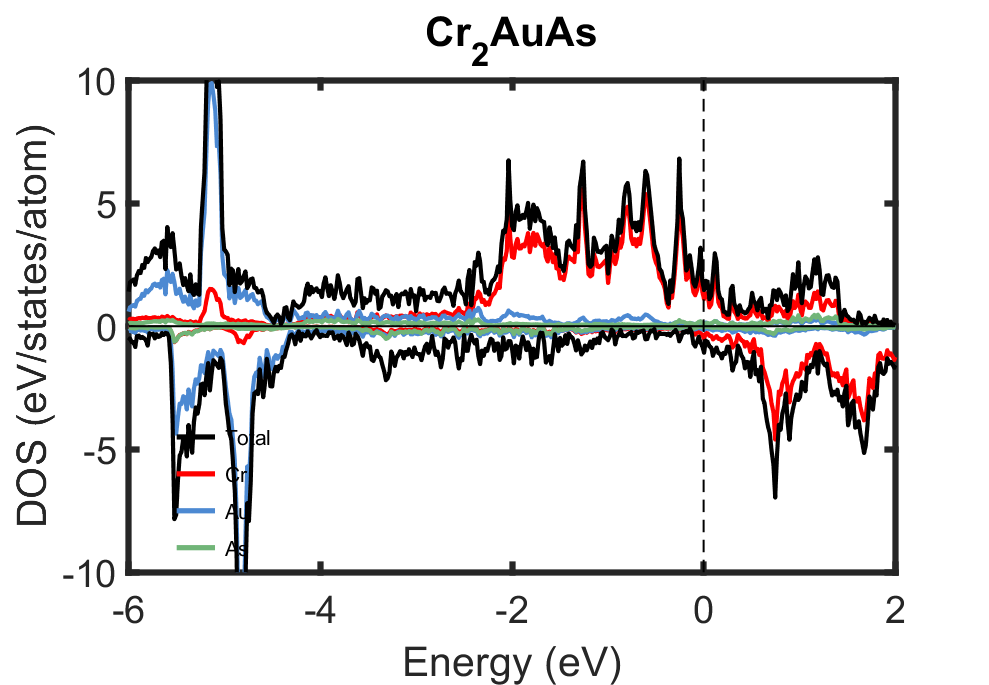 Cr₂AuAs
DOS (eV/states/atom)
10
5
0
-5
-10
Total
Cr
Au
As
-6 -4 -2 0 2
Energy (eV)